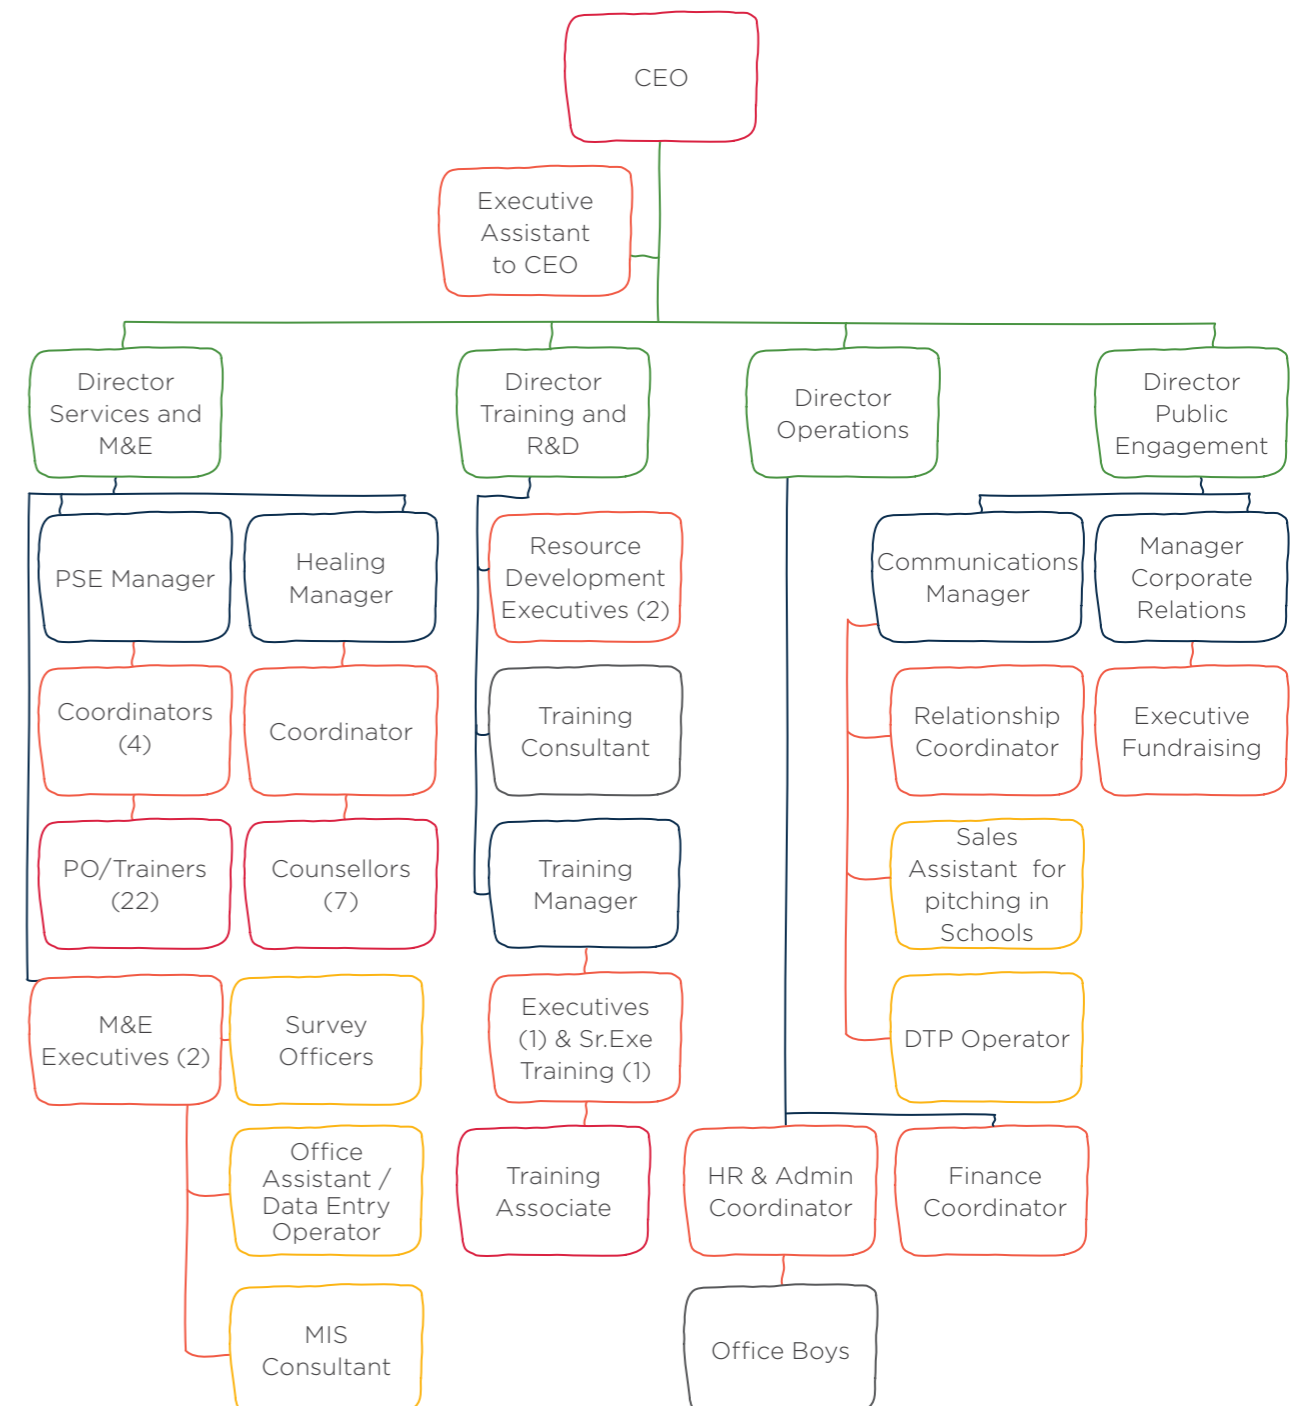 CEO
Executive
Assistant
to CEO
Director
Services and
M&E
Director
Training and
R&D
Director
Operations
Director
Public
Engagement
PSE Manager
Healing
Manager
Resource
Development
Executives (2)
Communications
Manager
Manager
Corporate
Relations
Coordinators
(4)
Coordinator
Training
Consultant
Relationship
Coordinator
Executive
Fundraising
PO/Trainers
(22)
Counsellors
(7)
Training
Manager
Sales
Assistant for
pitching in
Schools
M&E
Executives (2)
Survey
Officers
Executives
(1) & Sr.Exe
Training (1)
DTP Operator
Office
Assistant /
Data Entry
Operator
Training
Associate
HR & Admin
Coordinator
Finance
Coordinator
MIS
Consultant
Office Boys